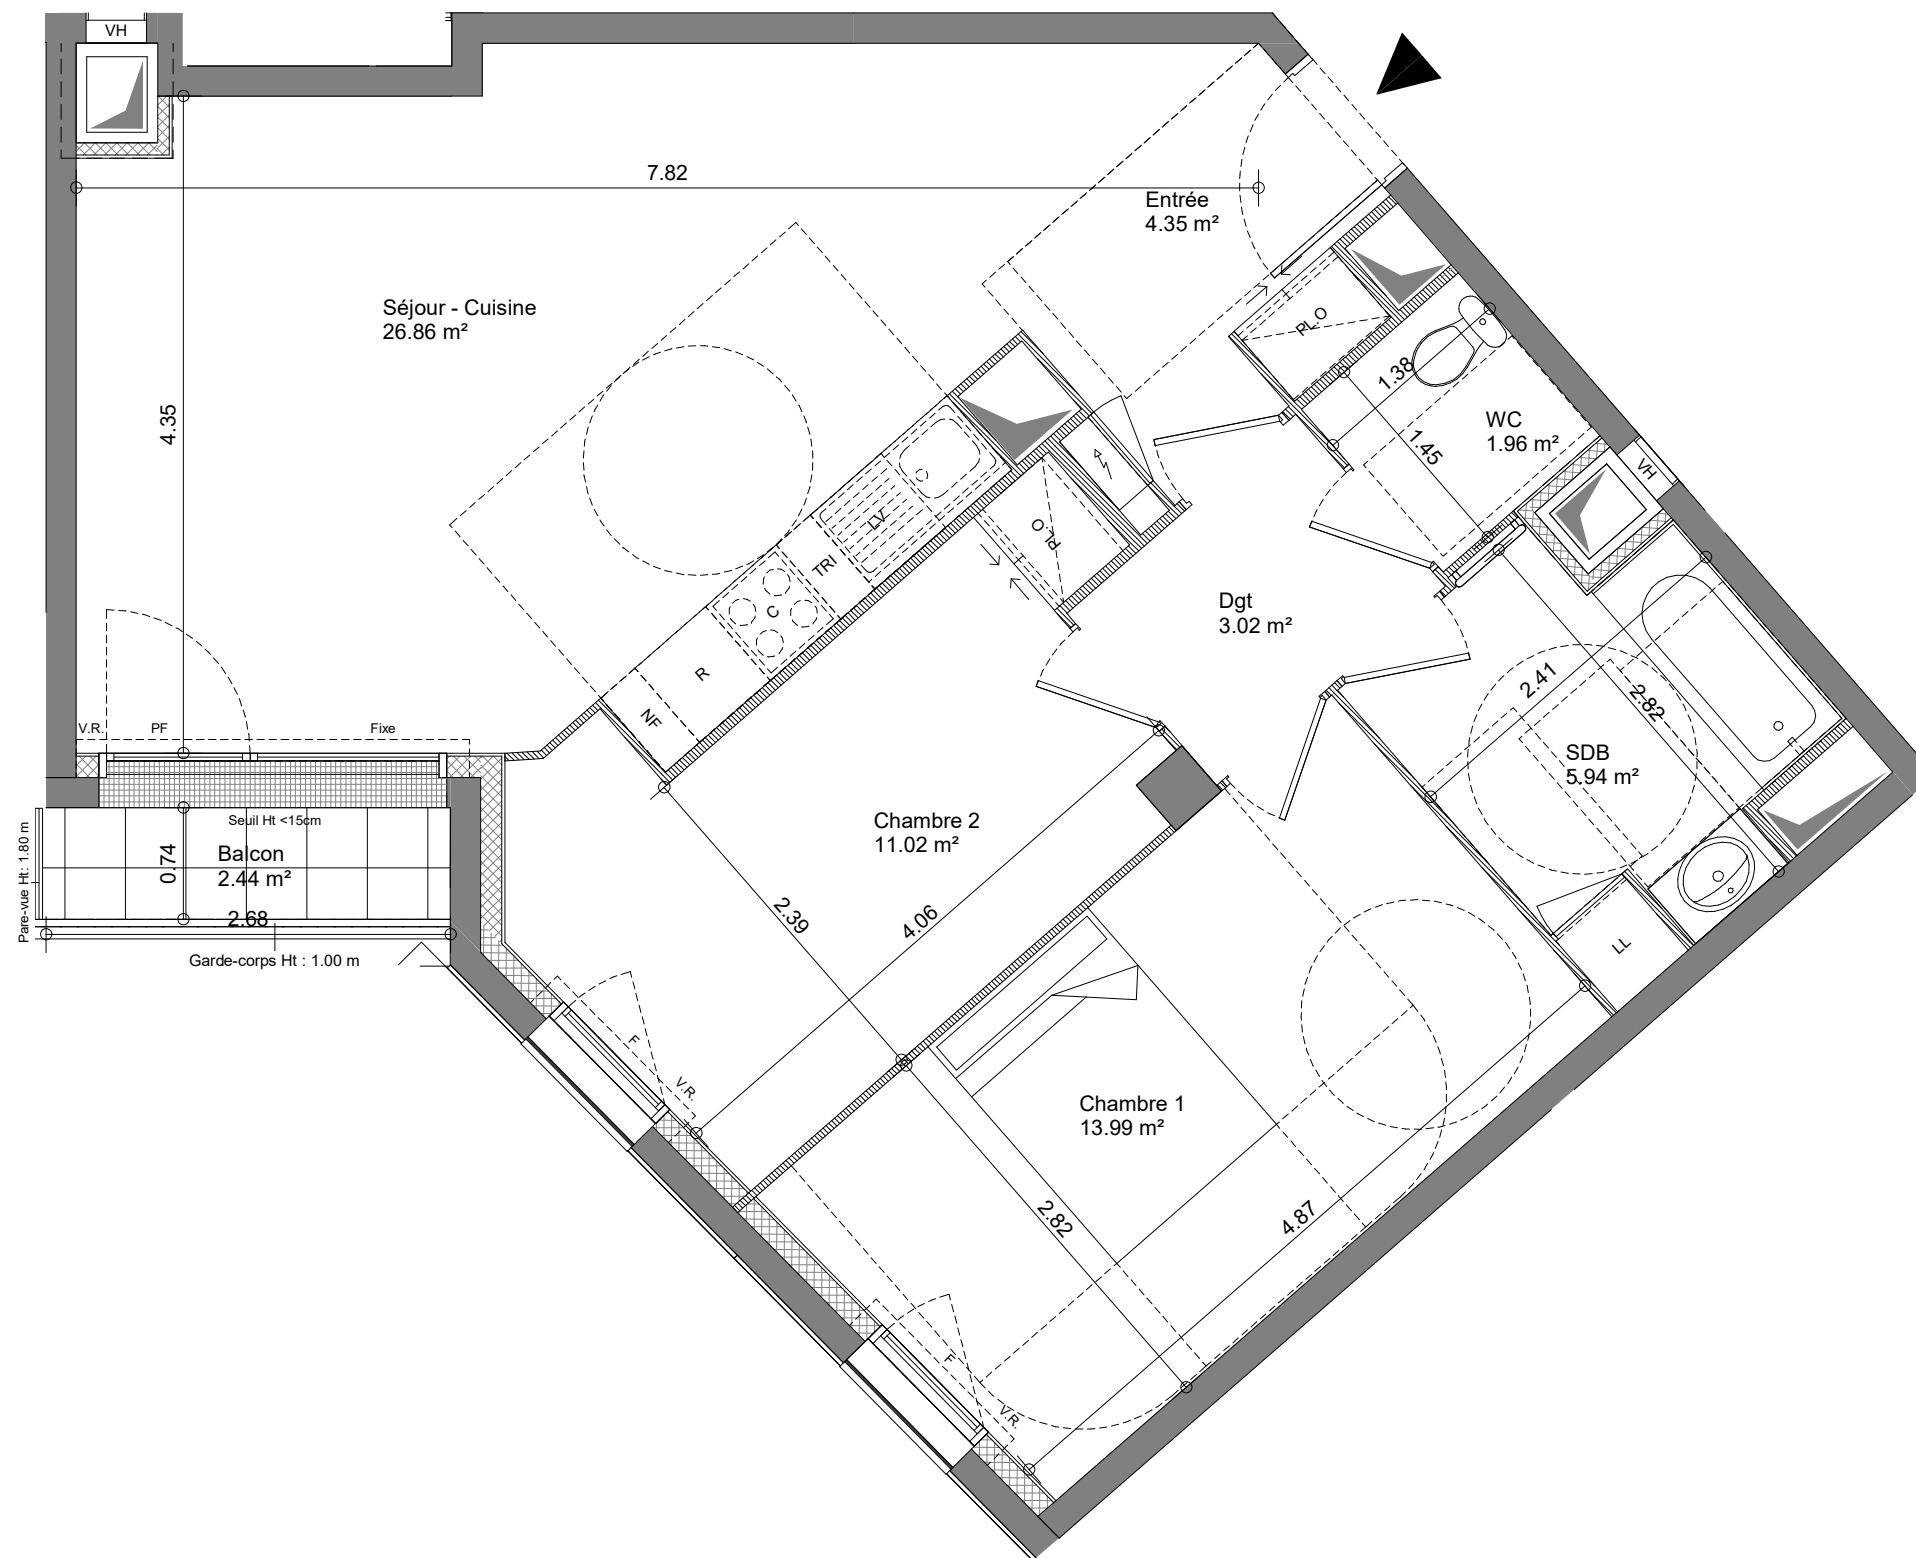 VH
7.82
Entrée
4.35 m²
Séjour - Cuisine
26.86 m²
4.35
PL.O
1.38
WC
1.96 m²
1.45
VH
LV
PL.O.
TRI
C
R
NF
Dgt
3.02 m²
2.41
2.82
SDB
5.94 m²
V.R.
PF
Fixe
Seuil Ht <15cm
Balcon
2.44 m²
0.74
2.68
Pare-vue Ht: 1.80 m
Garde-corps Ht : 1.00 m
Chambre 2
11.02 m²
2.39
4.06
LL
F
V.R.
Chambre 1
13.99 m²
2.82
4.87
F
V.R.